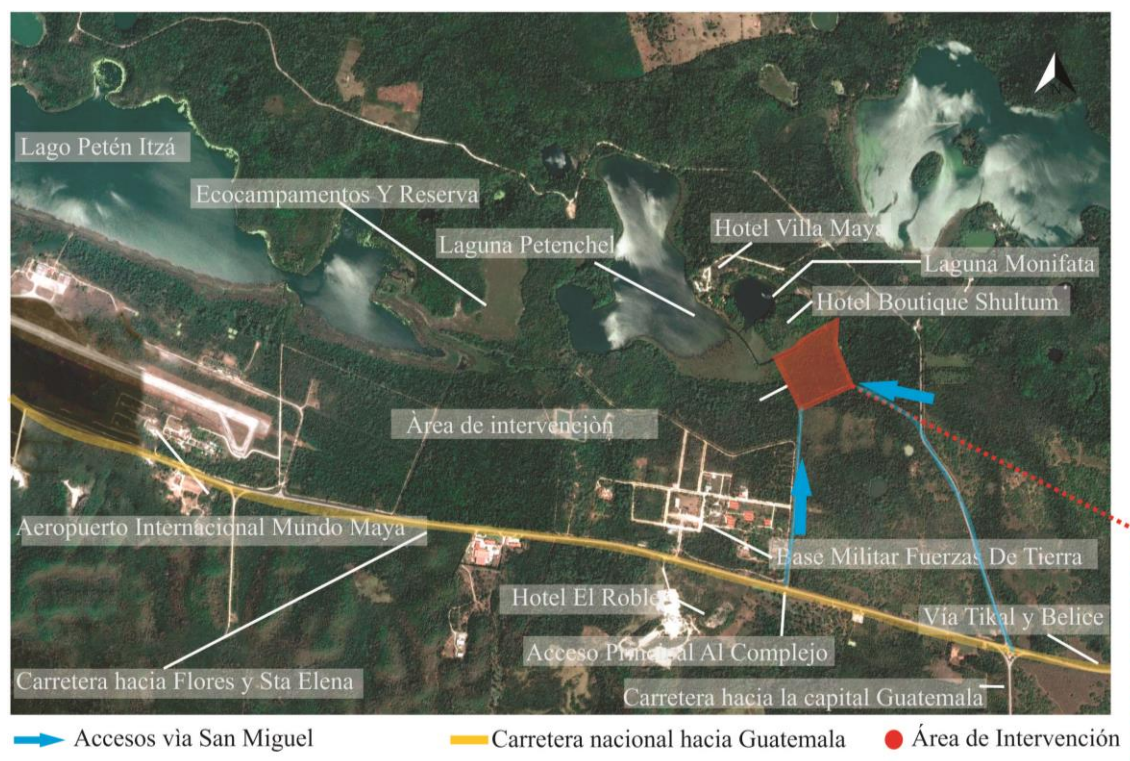 Lago Petén Itzá
Ecocampamentos Y Reserva
Laguna Petenchel
Hotel Villa Maya
Laguna Monifata
Hotel Boutique Shultum
Àrea de intervenciòn
Aeropuerto Internacional Mundo Maya
Base Militar Fuerzas De Tierra
Hotel El Roble
Vía Tikal y Belice
Acceso Principal Al Complejo
Carretera hacia Flores y Sta Elena
Carretera hacia la capital Guatemala
Accesos vìa San Miguel
Carretera nacional hacia Guatemala
Área de Intervención